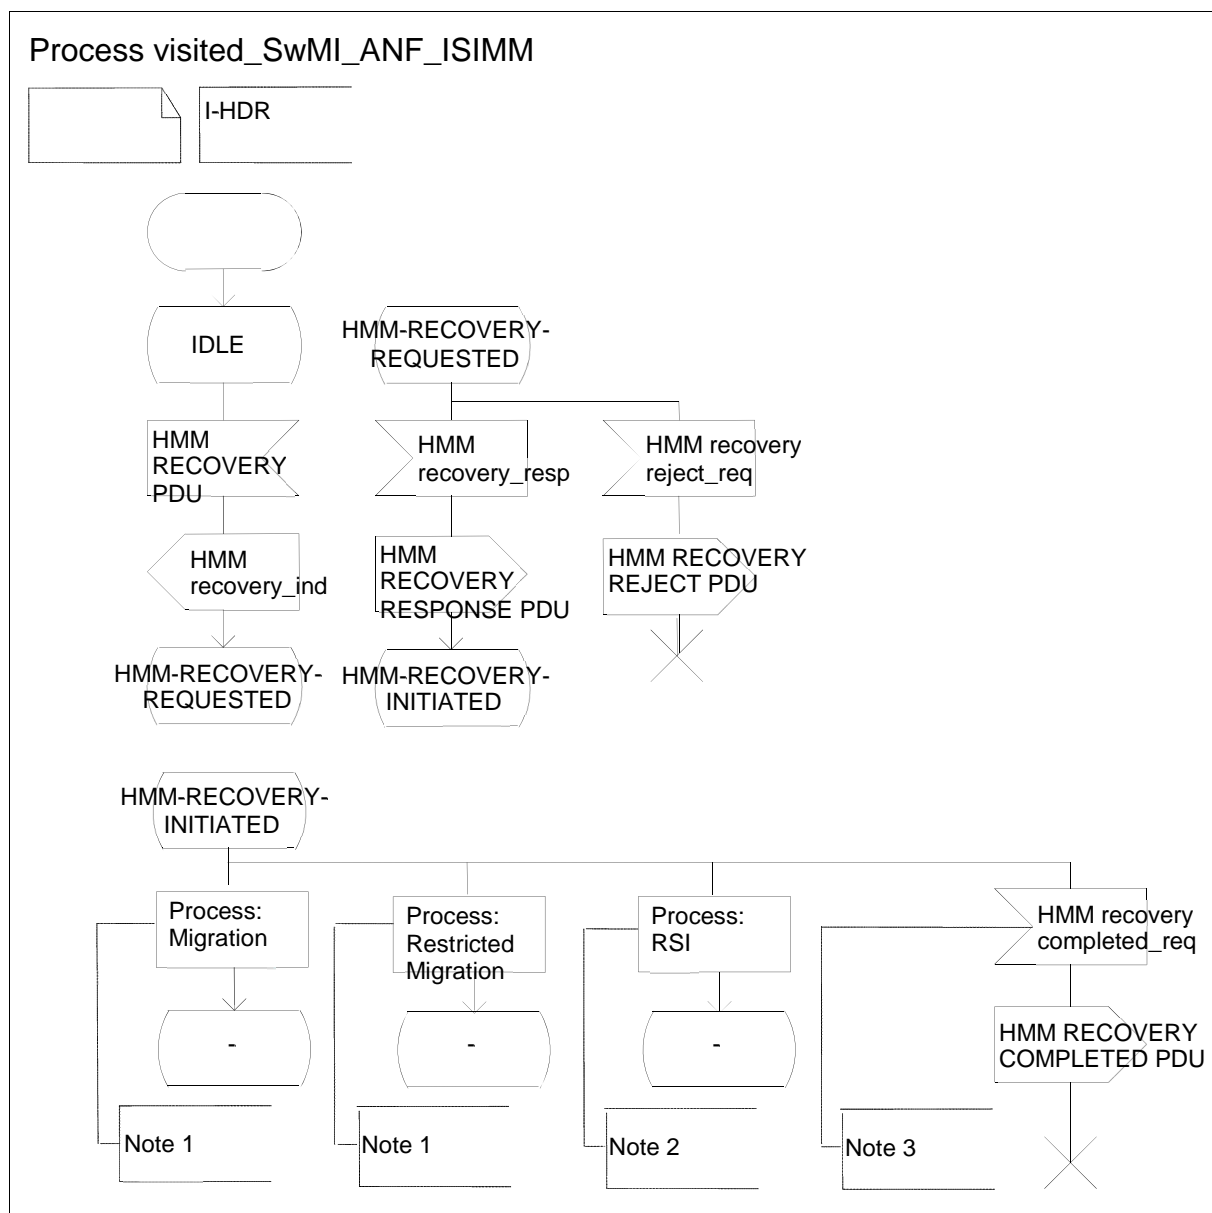 Process visited_SwMI_ANF_ISIMM
I-HDR
IDLE
HMM-RECOVERY-
REQUESTED
HMM
RECOVERY
PDU
HMM
recovery_resp
HMM recovery
reject_req
HMM
recovery_ind
HMM
RECOVERY
RESPONSE PDU
HMM RECOVERY
REJECT PDU
HMM-RECOVERY-
REQUESTED
HMM-RECOVERY-
INITIATED
HMM-RECOVERY-
INITIATED
Process:
Migration
Process:
Restricted
Migration
Process:
RSI
HMM recovery
completed_req
-
-
-
HMM RECOVERY
COMPLETED PDU
Note 1
Note 1
Note 2
Note 3